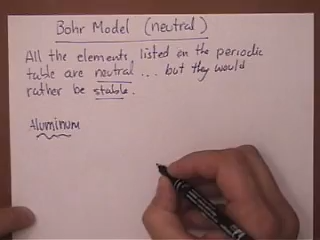 Bohr Model (neutral)
All the elements listed on the periodic
table are neutral ... but they would
rather be stable.
Aluminum